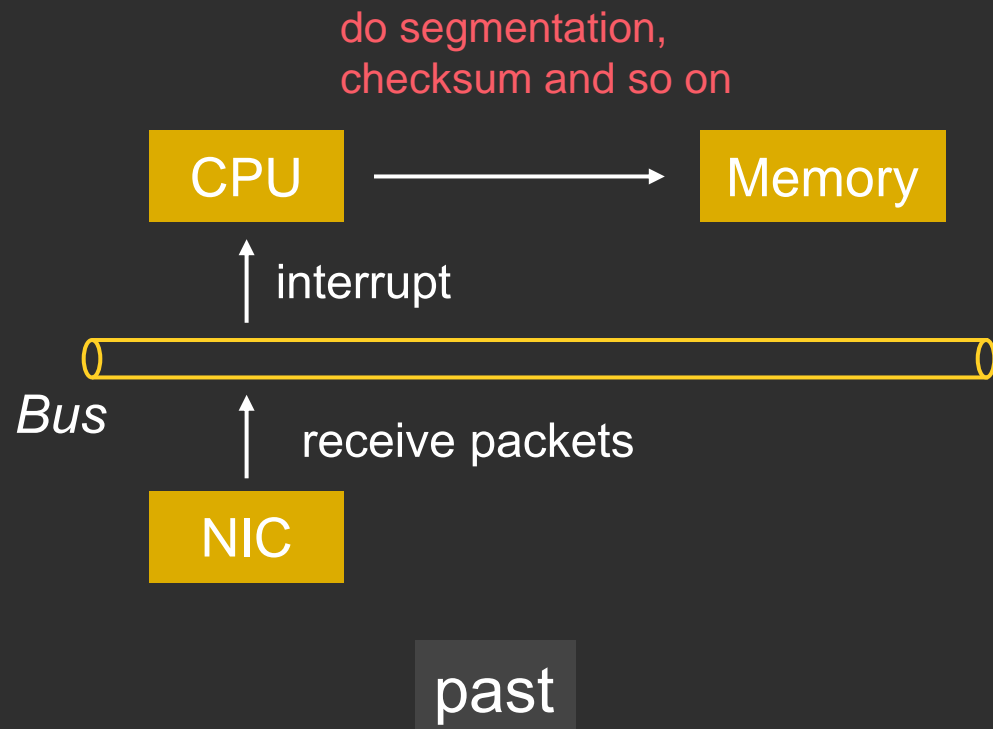 do segmentation,
checksum and so on
CPU
Memory
interrupt
Bus
receive packets
NIC
past